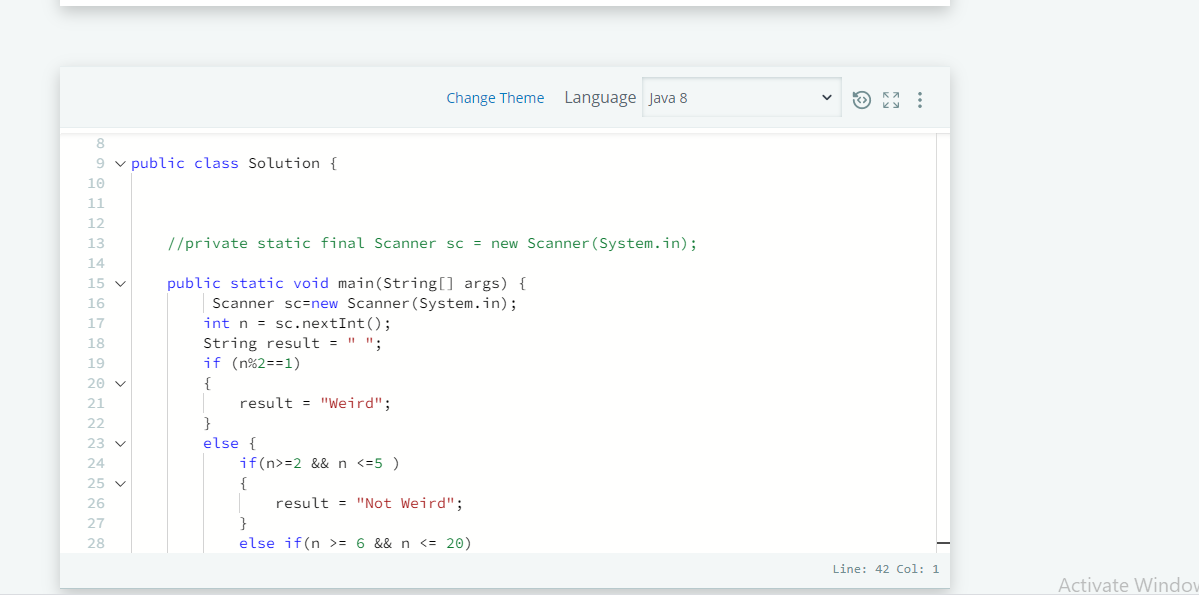 Change Theme Language Java 8
8
9 public class Solution {
10
11
12
13 //private static final Scanner sc = new Scanner(System.in);
14
15 public static void main(String[] args) {
16 Scanner sc=new Scanner(System.in);
17 int n = sc.nextInt();
18 String result = " ";
19 if (n%2==1)
20 {
21 result = "Weird";
22 }
23 else {
24 if(n>=2 && n <=5 )
25 {
26 result = "Not Weird";
27 }
28 else if(n >= 6 && n <= 20)
Line: 42 Col: 1
Activate